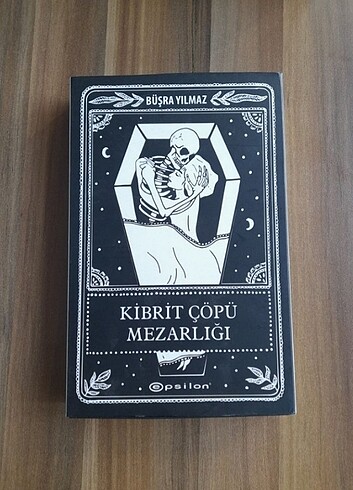 BÜŞRA YILMAZ
KİBRİT ÇÖPÜ
MEZARLIĞI
epsilon